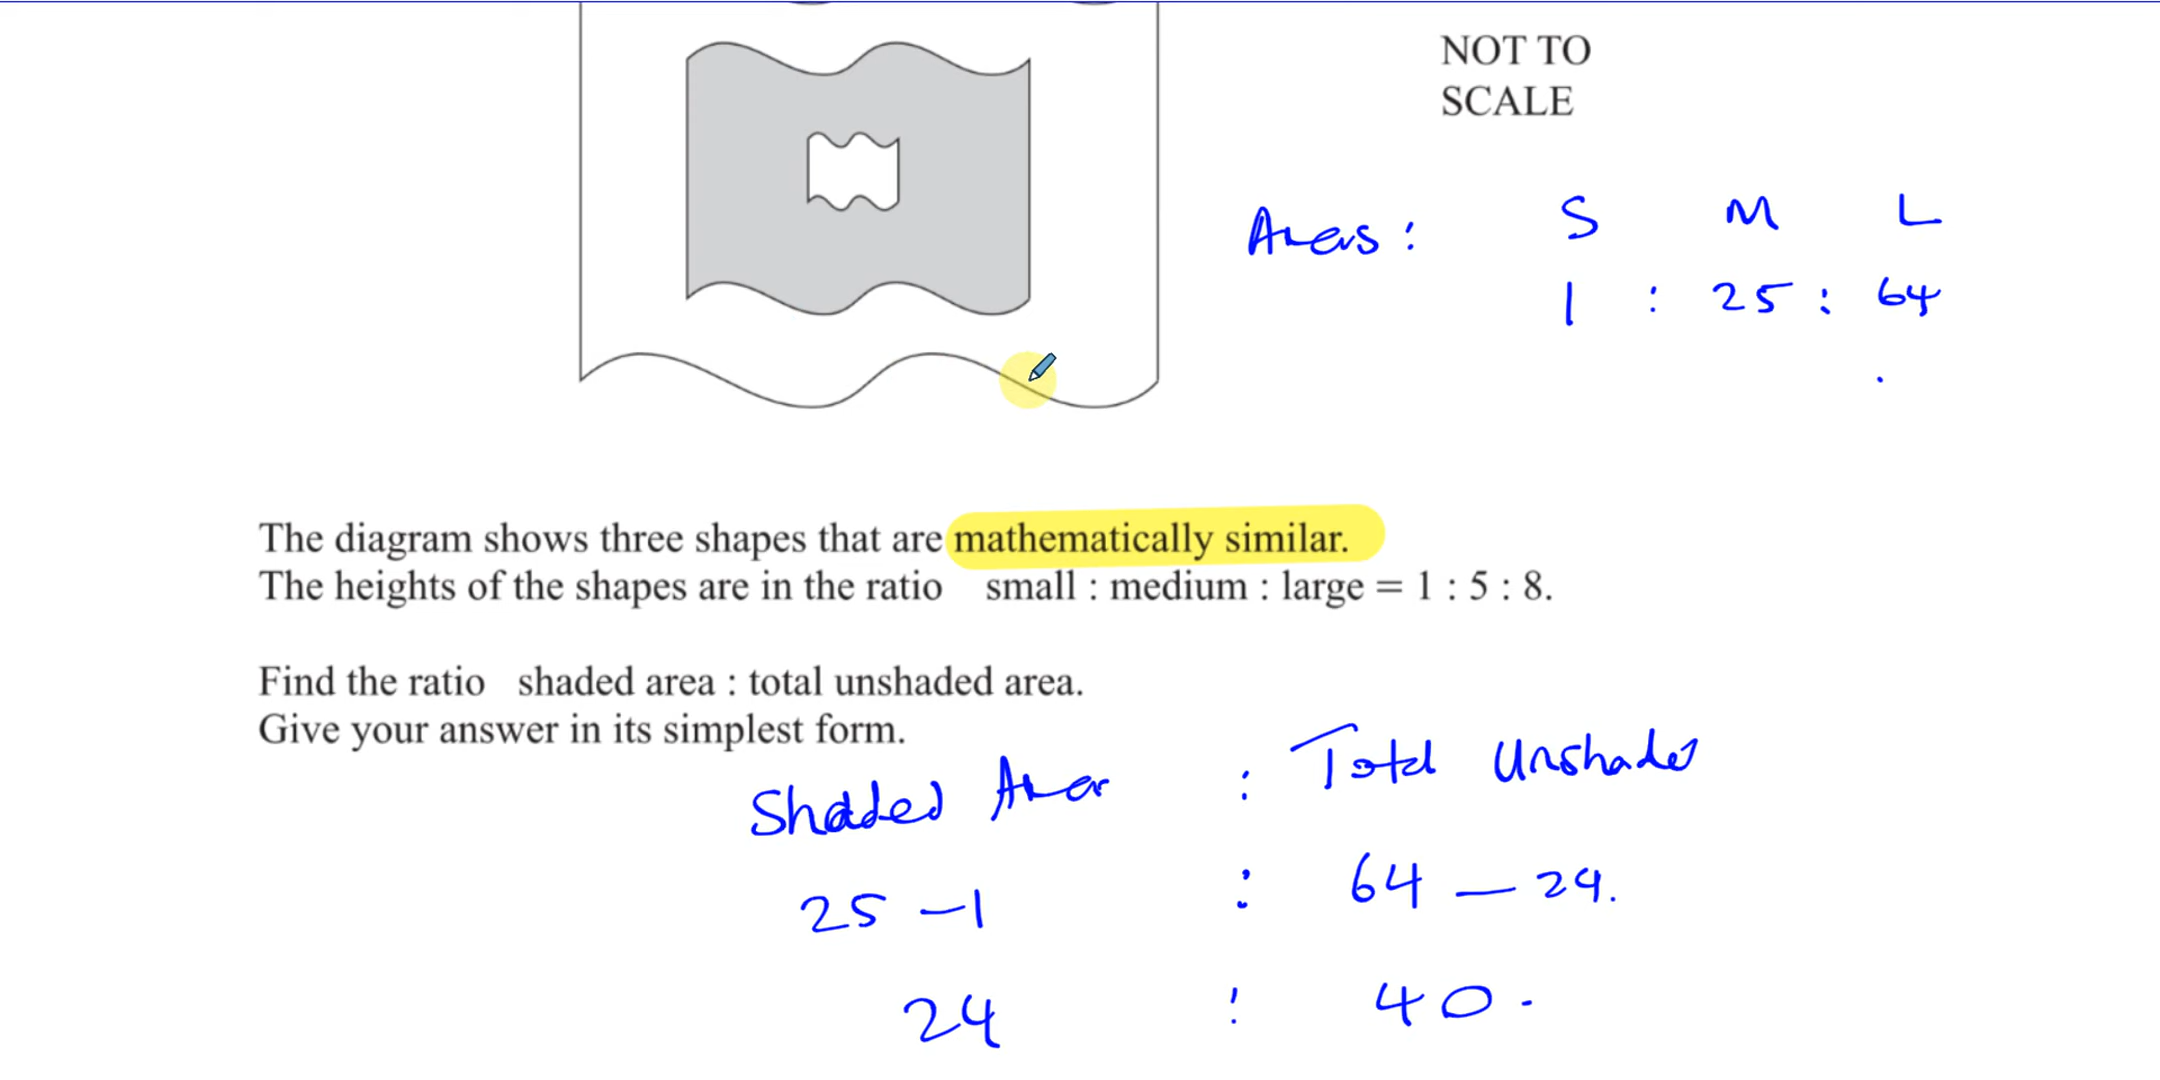 NOT TO
SCALE
S M L
Areas :
1 : 25 : 64
The diagram shows three shapes that are mathematically similar.
The heights of the shapes are in the ratio small : medium : large = 1 : 5 : 8.
Find the ratio shaded area : total unshaded area.
Give your answer in its simplest form.
Shaded Area : Total Unshaded
25 - 1 : 64 - 24.
24 : 40.